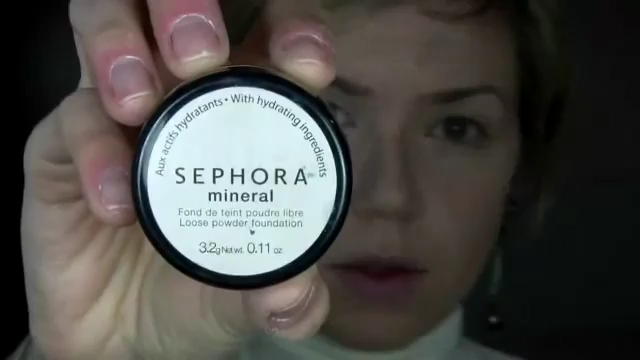 Aux actifs hydratants • With hydrating ingredients
SEPHORA
mineral
Fond de teint poudre libre
Loose powder foundation
3.2g Net wt. 0.11 oz